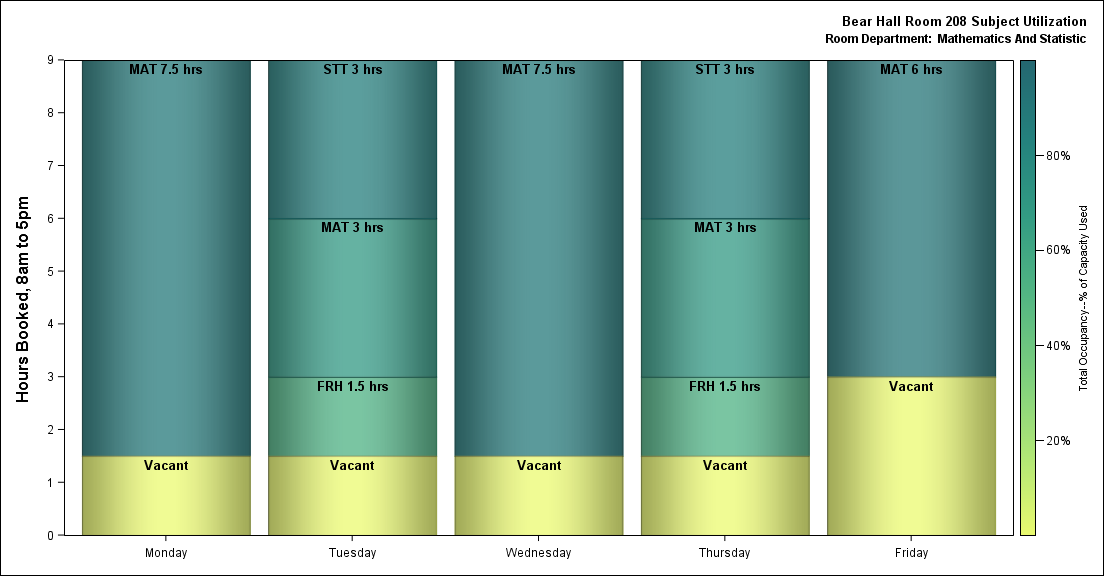 Bear Hall Room 208 Subject Utilization
Room Department: Mathematics And Statistic
Hours Booked, 8am to 5pm
9
8
7
6
5
4
3
2
1
0
MAT 7.5 hrs
Vacant
STT 3 hrs
MAT 3 hrs
FRH 1.5 hrs
Vacant
MAT 7.5 hrs
Vacant
STT 3 hrs
MAT 3 hrs
FRH 1.5 hrs
Vacant
MAT 6 hrs
Vacant
Monday
Tuesday
Wednesday
Thursday
Friday
80%
60%
40%
20%
Total Occupancy--% of Capacity Used